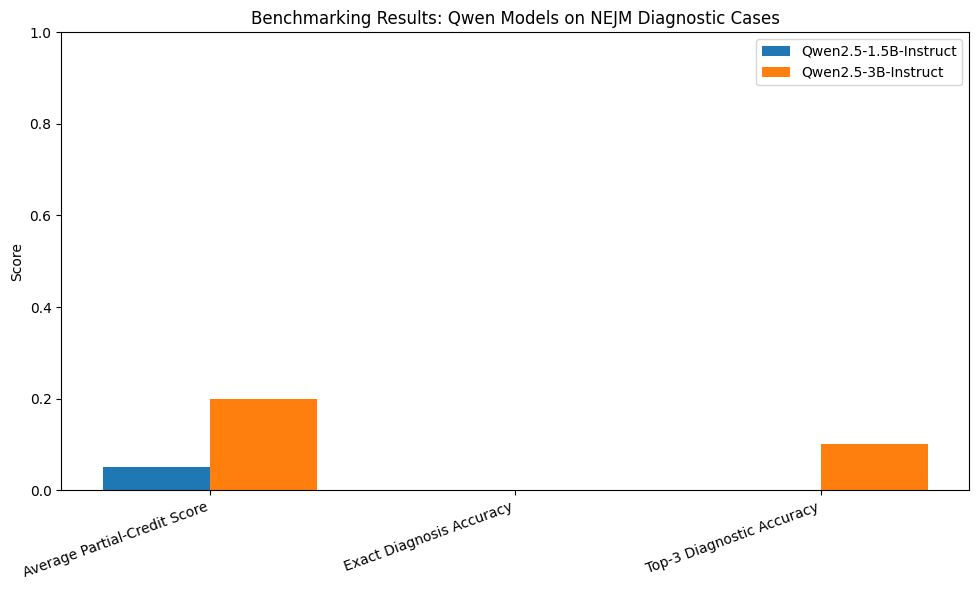 Benchmarking Results: Qwen Models on NEJM Diagnostic Cases
Qwen2.5-1.5B-Instruct
Qwen2.5-3B-Instruct
Score
1.0
0.8
0.6
0.4
0.2
0.0
Average Partial-Credit Score
Exact Diagnosis Accuracy
Top-3 Diagnostic Accuracy